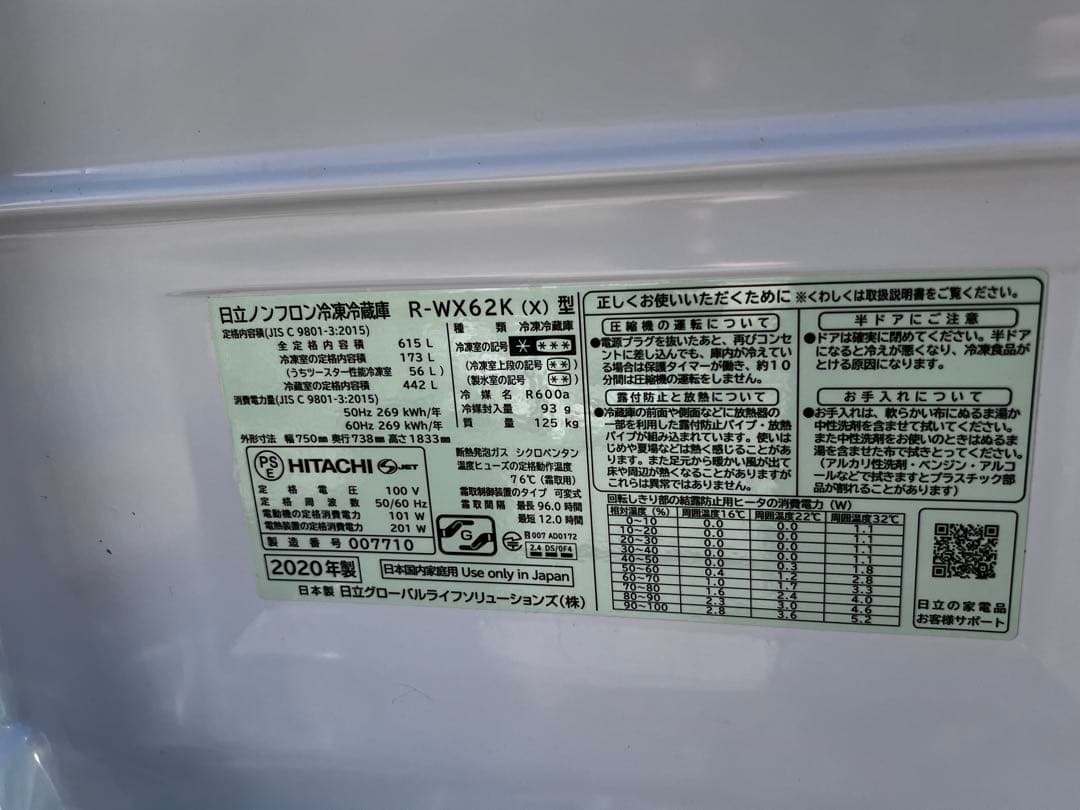 日立ノンフロン冷凍冷蔵庫 R-WX62K (X) 型
定格内容積(JIS C 9801-3:2015)
全定格内容積 615 L
冷凍室の定格内容積 173 L
(うちツースター性能冷凍室 56 L)
冷蔵室の定格内容積 442 L
消費電力量(JIS C 9801-3:2015)
50Hz 269 kWh/年
60Hz 269 kWh/年
外形寸法 幅750㎜ 奥行738㎜ 高さ1833㎜
種類 冷凍冷蔵庫
冷凍室の記号 * ***
(冷凍室上段の記号 **)
(製氷室の記号 **)
冷媒名 R600a
冷媒封入量 93 g
質量 125 kg
PS E HITACHI JET
定格電圧 100 V
定格周波数 50/60 Hz
電動機の定格消費電力 101 W
電熱装置の定格消費電力 201 W
製造番号 007710
断熱発泡ガス シクロペンタン
温度ヒューズの定格動作温度
76℃(霜取用)
霜取制御装置のタイプ 可変式
霜取間隔 最長 96.0 時間
最短 12.0 時間
G
R 007 AD0172
2.4 DS/OF4
2020年製
日本国内家庭用 Use only in Japan
日本製 日立グローバルライフソリューションズ(株)
正しくお使いいただくために ※くわしくは取扱説明書をご覧ください。
圧縮機の運転について
●電源プラグを抜いたあと、再びコンセ
ントに差し込んでも、庫内が冷えてい
る場合は保護タイマーが働き、約10
分間は圧縮機の運転をしません。
露付防止と放熱について
●冷蔵庫の前面や側面などに放熱器の
一部を利用した露付防止パイプ・放熱
パイプが組み込まれています。使いは
じめや夏場などは熱く感じることがあり
ます。また足元から暖かい風が出て
床や周辺が熱くなることがありますが
これらは異常ではありません。
半ドアにご注意
●ドアは確実に閉めてください。半ドア
になると冷えが悪くなり、冷凍食品が
とける原因になります。
お手入れについて
●お手入れは、軟らかい布にぬるま湯か
中性洗剤を含ませて拭いてください。
また中性洗剤をお使いのときはぬるま
湯を含ませた布で拭きとってください。
(アルカリ性洗剤・ベンジン・アルコ
ールなどで拭きますとプラスチック部
品が割れることがあります)
回転しきり部の結露防止用ヒータの消費電力(W)
相対湿度(%) 周囲温度16℃ 周囲温度22℃ 周囲温度32℃
0~10 0.0 0.0 1.1
10~20 0.0 0.0 1.1
20~30 0.0 0.0 1.1
30~40 0.0 0.0 1.1
40~50 0.0 0.3 1.8
50~60 0.4 1.2 2.8
60~70 1.0 1.7 3.3
70~80 1.6 2.4 4.0
80~90 2.3 3.0 4.6
90~100 2.8 3.6 5.2
日立の家電品
お客様サポート